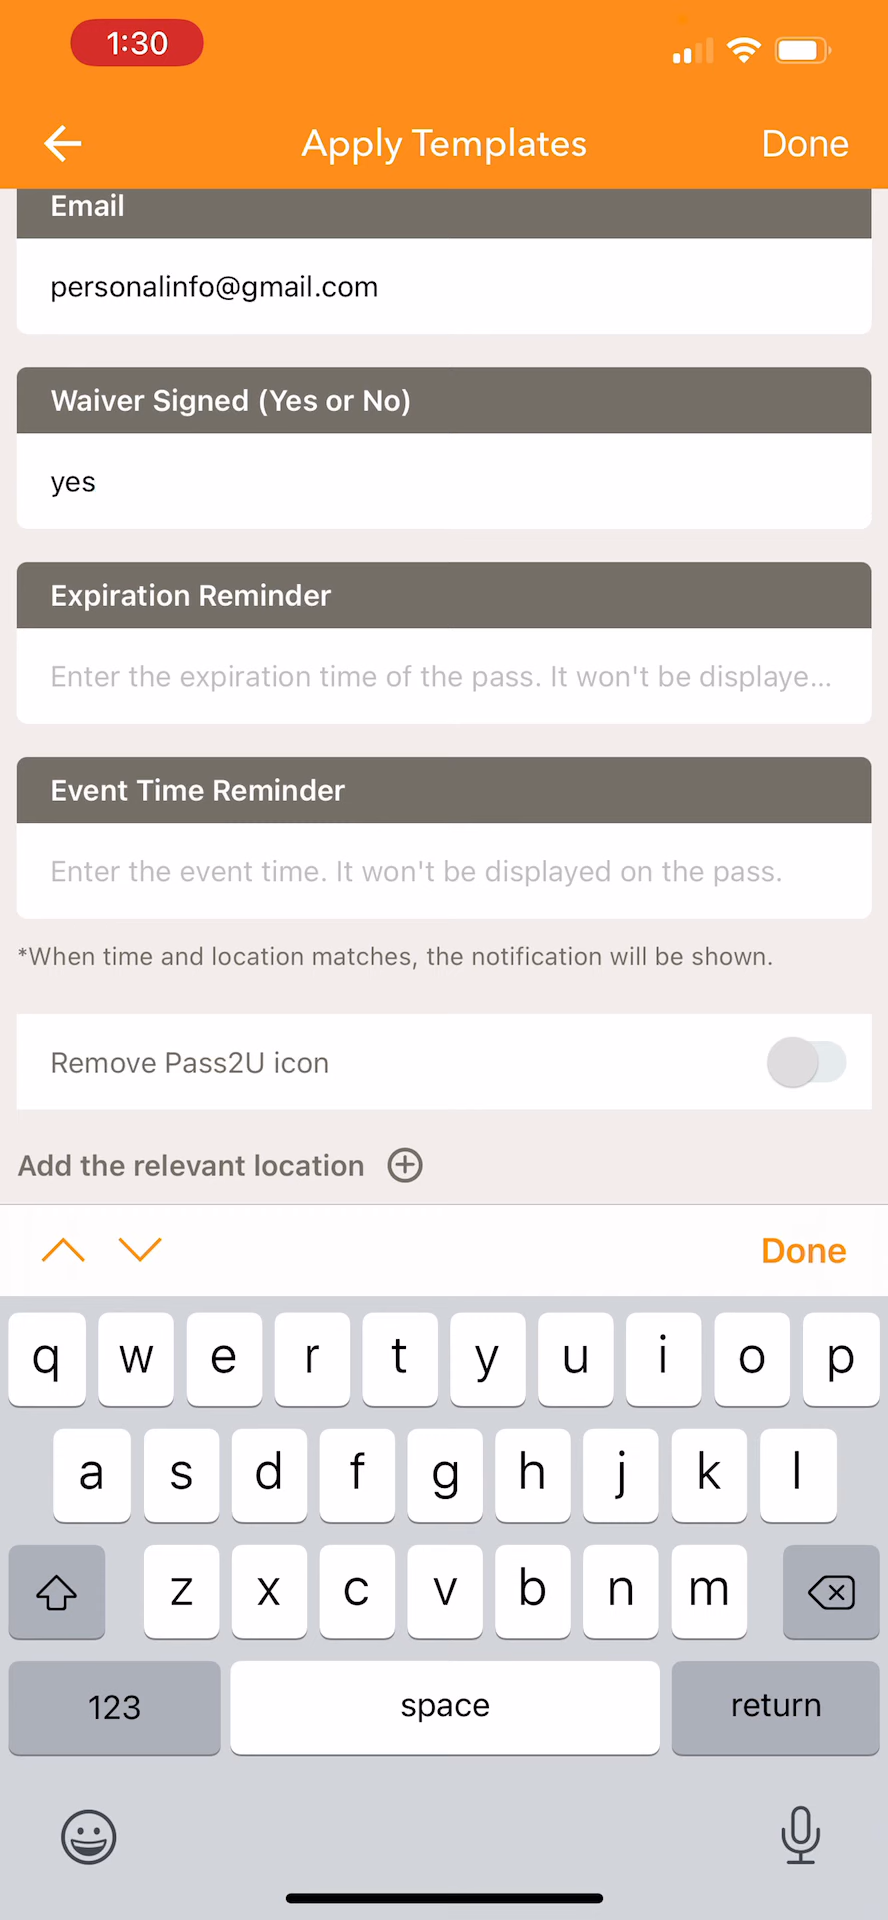 1:30
Apply Templates
Done
Email
personalinfo@gmail.com
Waiver Signed (Yes or No)
yes
Expiration Reminder
Enter the expiration time of the pass. It won't be displaye...
Event Time Reminder
Enter the event time. It won't be displayed on the pass.
*When time and location matches, the notification will be shown.
Remove Pass2U icon
Add the relevant location
Done
q w e r t y u i o p
a s d f g h j k l
z x c v b n m
123 space return